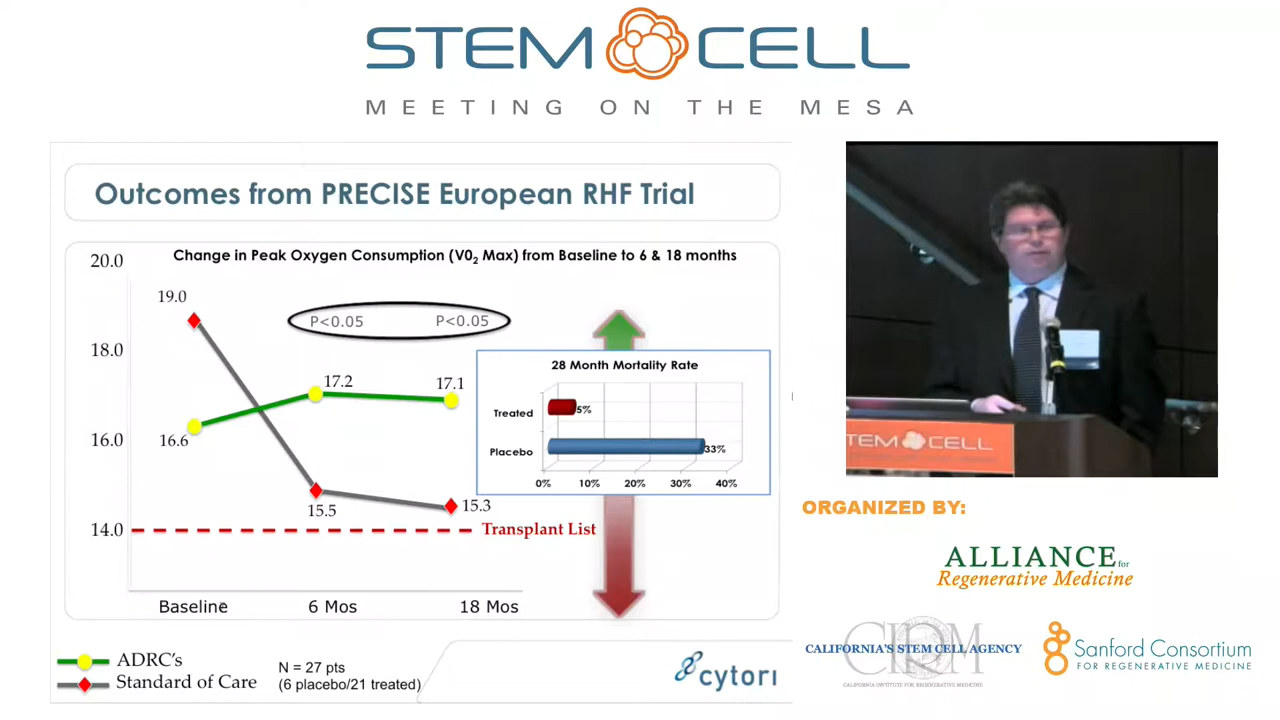 STEM CELL
MEETING ON THE MESA
Outcomes from PRECISE European RHF Trial
Change in Peak Oxygen Consumption (V0₂ Max) from Baseline to 6 & 18 months
20.0
18.0
16.0
14.0
19.0
P<0.05 P<0.05
17.2
17.1
16.6
15.5
15.3
Transplant List
28 Month Mortality Rate
Treated
5%
Placebo
33%
0% 10% 20% 30% 40%
Baseline 6 Mos 18 Mos
ADRC's
Standard of Care
N = 27 pts
(6 placebo/21 treated)
cytori
STEM CELL
ORGANIZED BY:
ALLIANCE for
Regenerative Medicine
CIRM
CALIFORNIA'S STEM CELL AGENCY
CALIFORNIA INSTITUTE FOR REGENERATIVE MEDICINE
Sanford Consortium
FOR REGENERATIVE MEDICINE